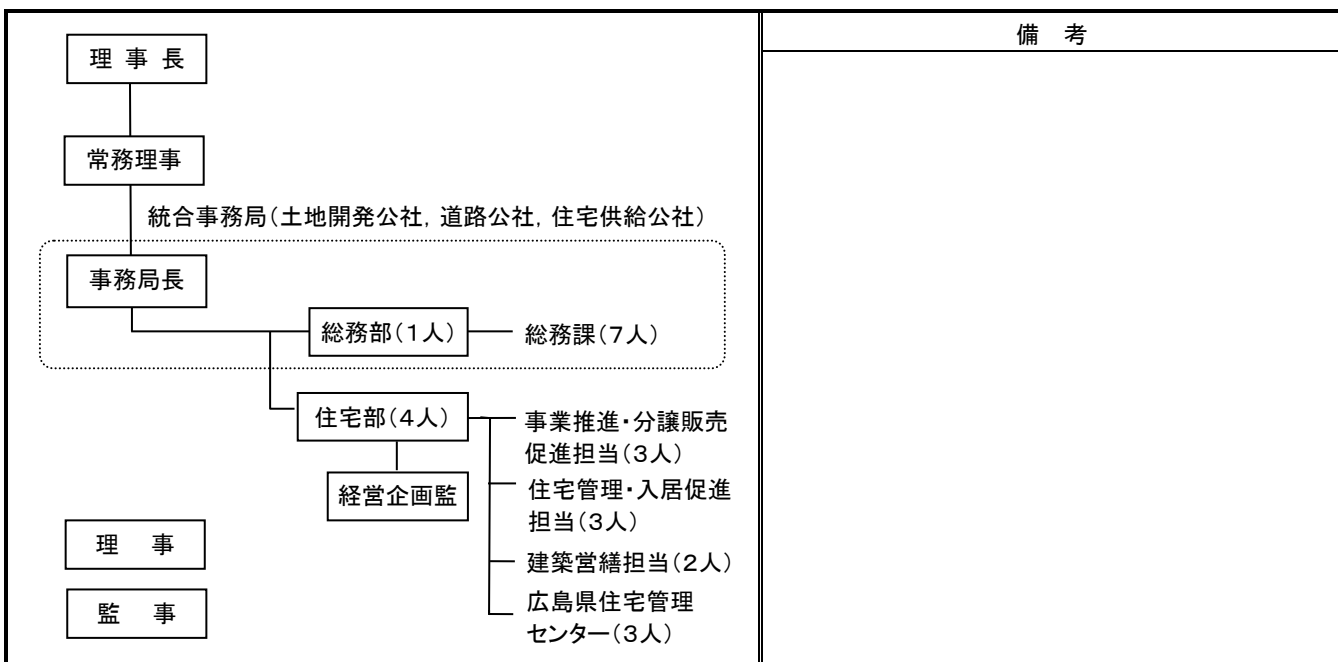 備 考
理 事 長
常務理事
統合事務局(土地開発公社,道路公社,住宅供給公社)
事務局長
総務部(1人)
総務課(7人)
住宅部(4人)
経営企画監
事業推進・分譲販売
促進担当(3人)
住宅管理・入居促進
担当(3人)
建築営繕担当(2人)
広島県住宅管理
センター(3人)
理 事
監 事